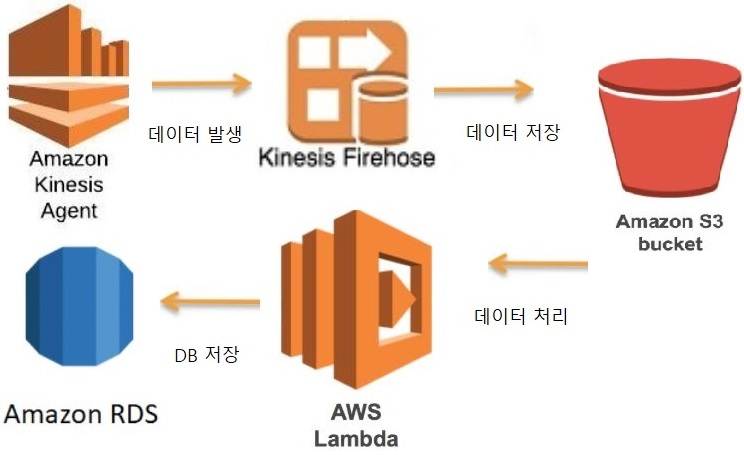 데이터 발생
데이터 저장
Amazon
Kinesis
Agent
Kinesis Firehose
Amazon S3
bucket
데이터 처리
DB 저장
Amazon RDS
AWS
Lambda